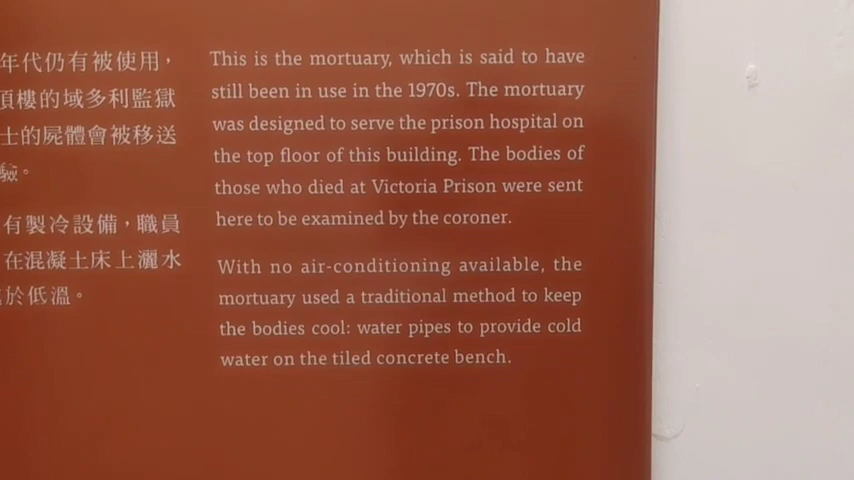 年代仍有被使用，
頂樓的域多利監獄
士的屍體會被移送
驗。
有製冷設備，職員
在混凝土床上灑水
於低溫。
This is the mortuary, which is said to have
still been in use in the 1970s. The mortuary
was designed to serve the prison hospital on
the top floor of this building. The bodies of
those who died at Victoria Prison were sent
here to be examined by the coroner.
With no air-conditioning available, the
mortuary used a traditional method to keep
the bodies cool: water pipes to provide cold
water on the tiled concrete bench.